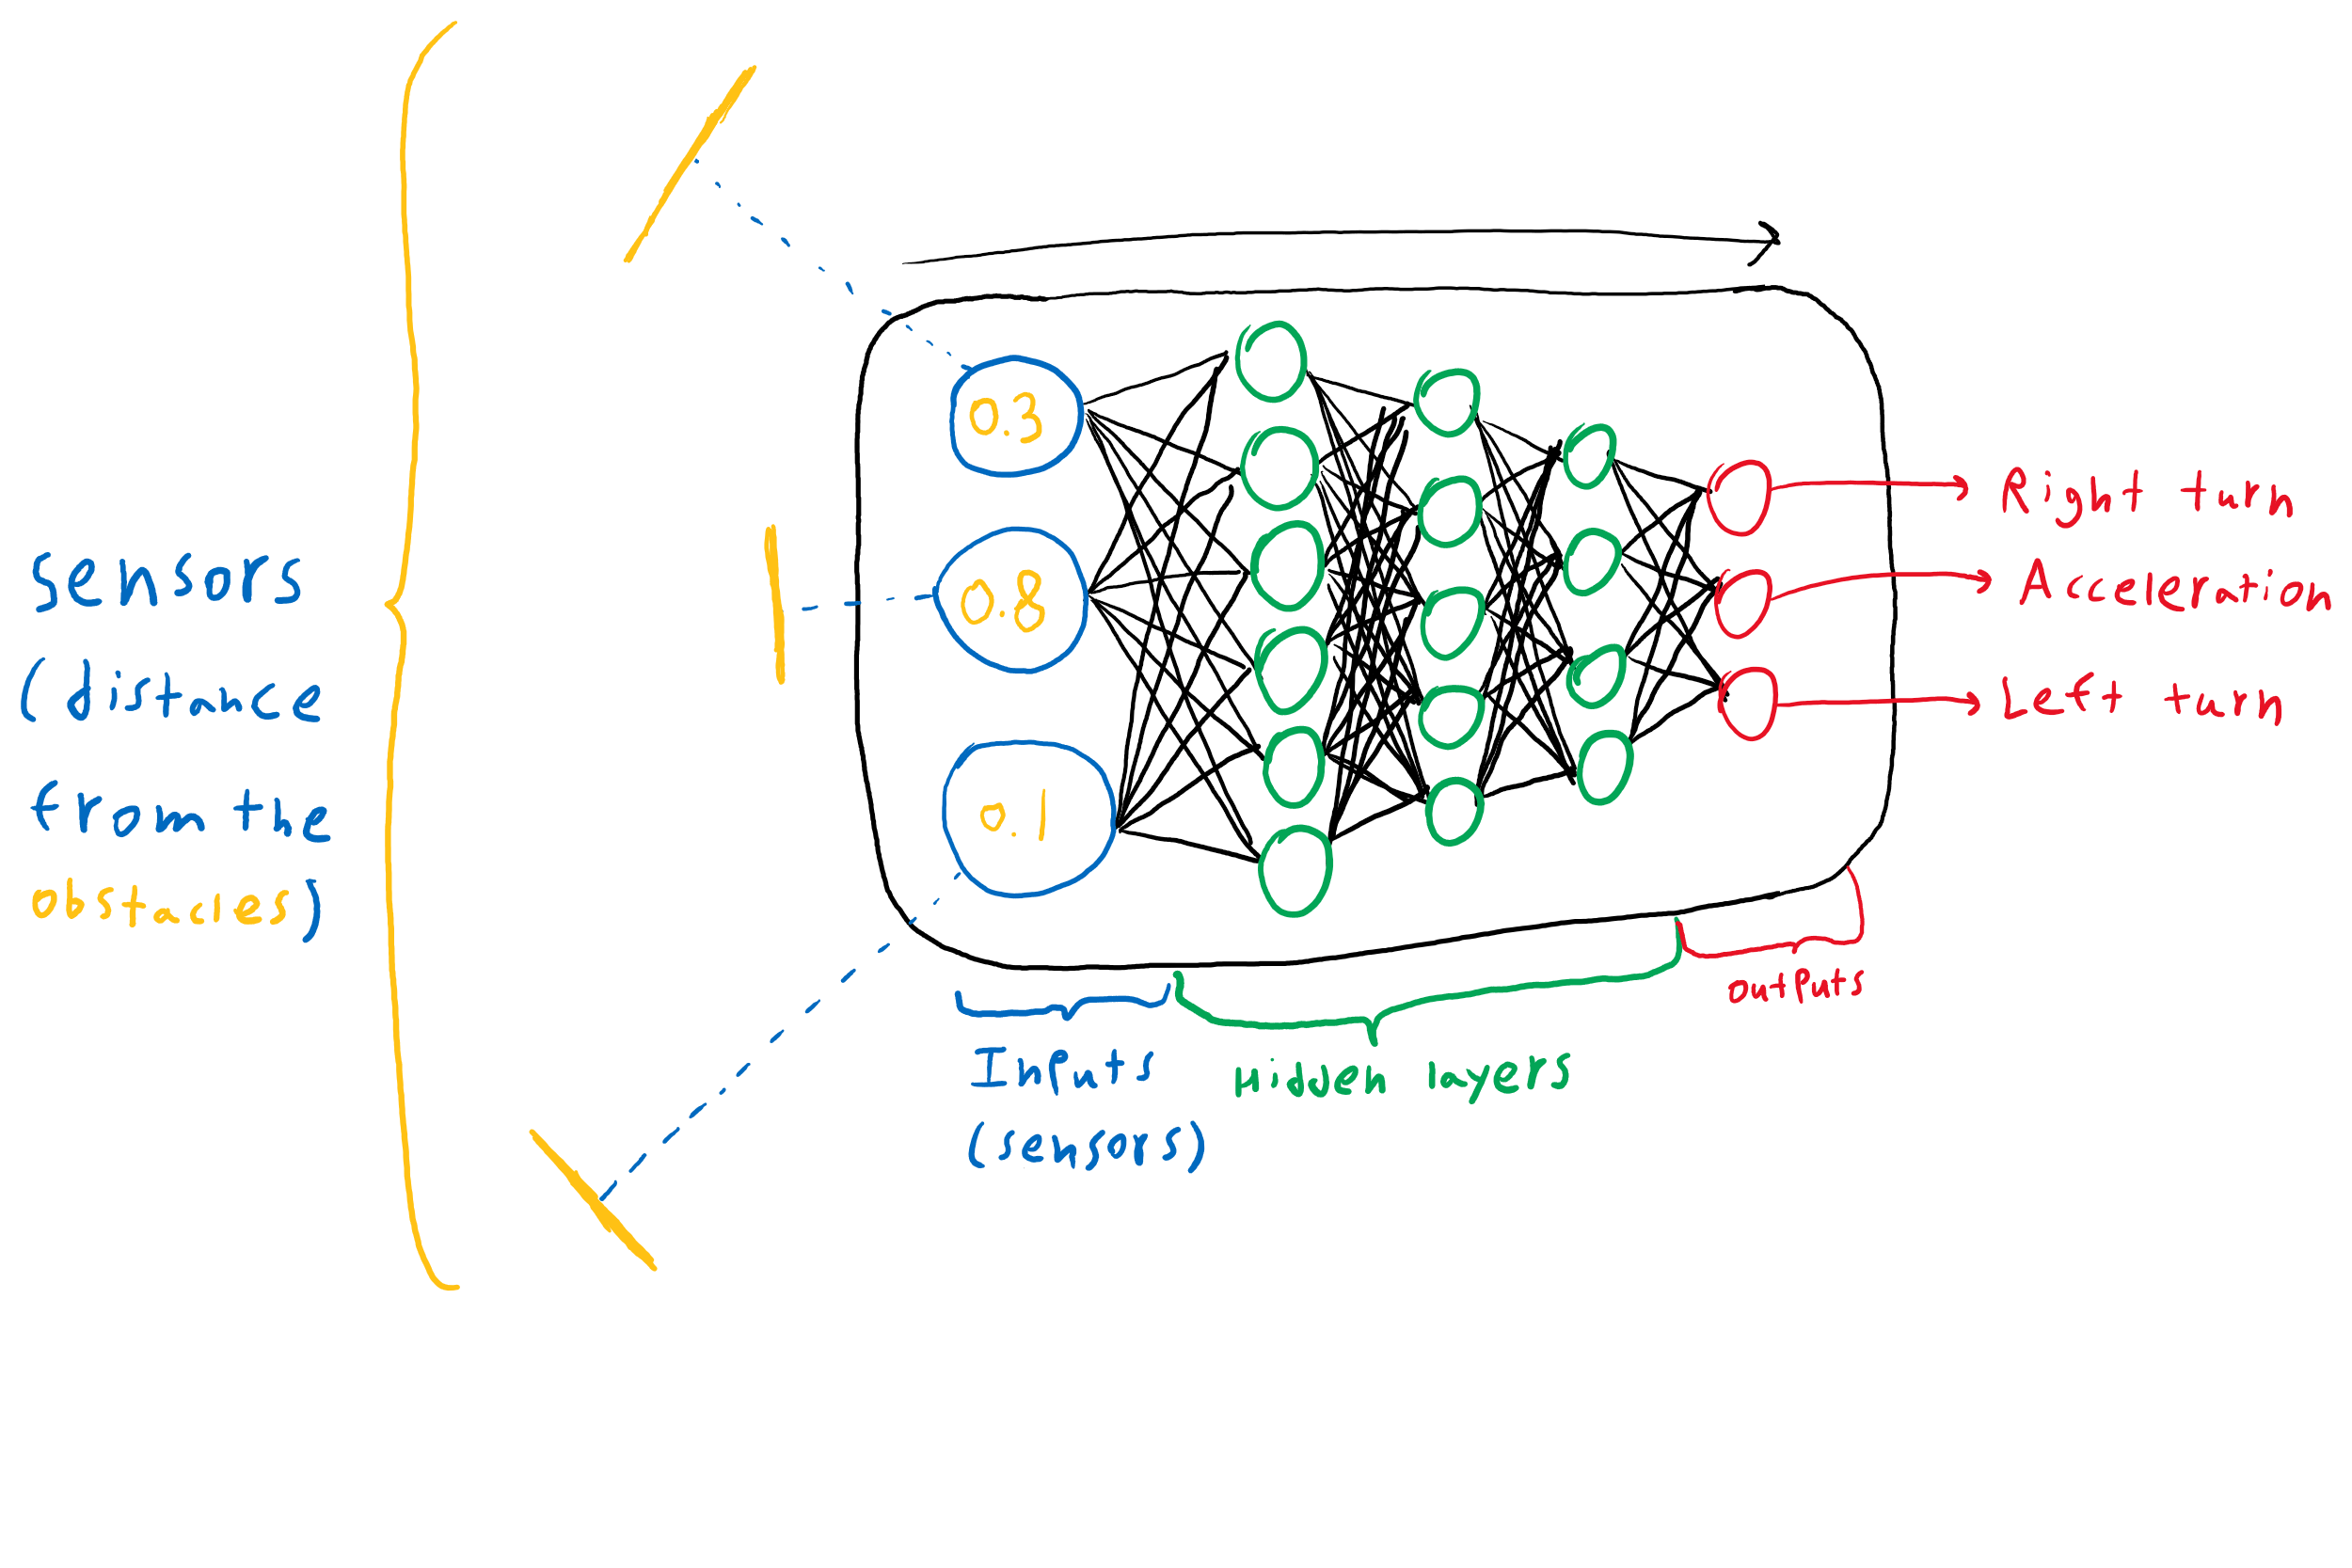 sensors
(distance
from the
obstacles)
0.3
0.8
0.1
Right turn
Acceleration
Left turn
outputs
Inputs
(sensors)
Hidden layers